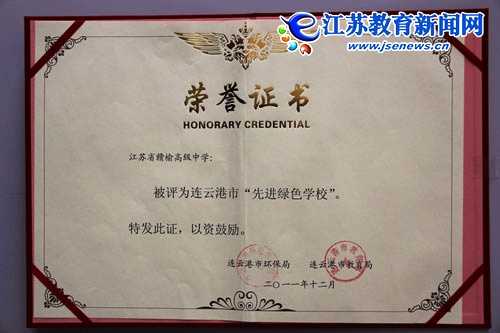 江苏教育新闻网
www.jsenews.cn
荣誉证书
HONORARY CREDENTIAL
江苏省赣榆高级中学:
被评为连云港市“先进绿色学校”。
特发此证，以资鼓励。
连云港市环保局 连云港市教育局
二〇一一年十二月